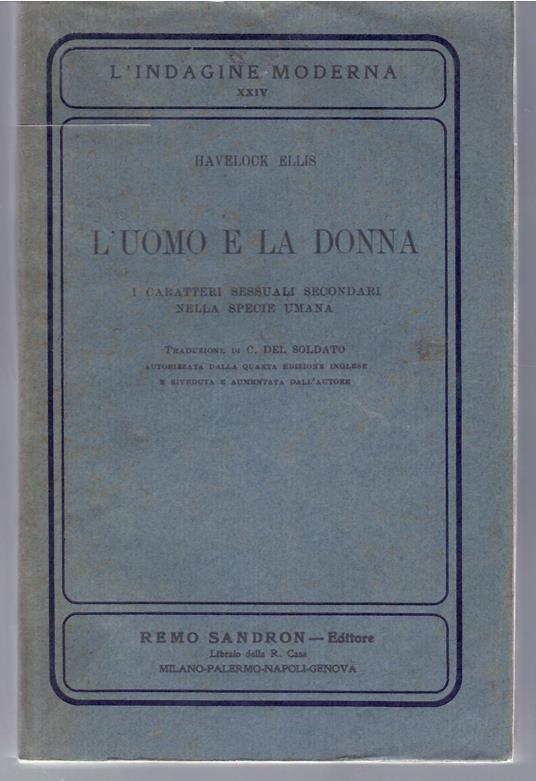 L'INDAGINE MODERNA
XXIV
HAVELOCK ELLIS
L'UOMO E LA DONNA
I CARATTERI SESSUALI SECONDARI
NELLA SPECIE UMANA
TRADUZIONE DI C. DEL SOLDATO
AUTORIZZATA DALLA QUARTA EDIZIONE INGLESE
E RIVEDUTA E AUMENTATA DALL'AUTORE
REMO SANDRON — Editore
Libraio della R. Casa
MILANO-PALERMO-NAPOLI-GENOVA